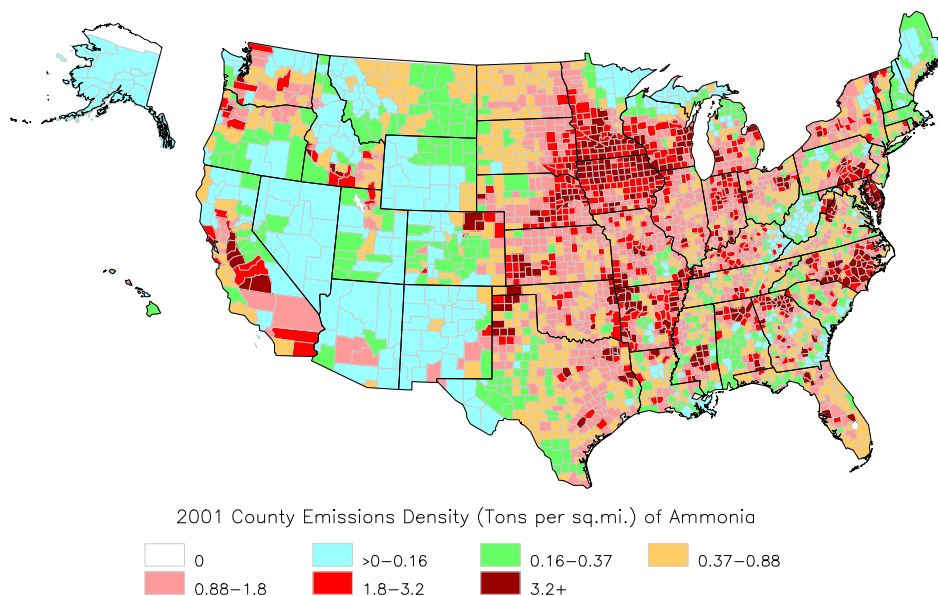 2001 County Emissions Density (Tons per sq.mi.) of Ammonia
0 >0-0.16 0.16-0.37 0.37-0.88
0.88-1.8 1.8-3.2 3.2+